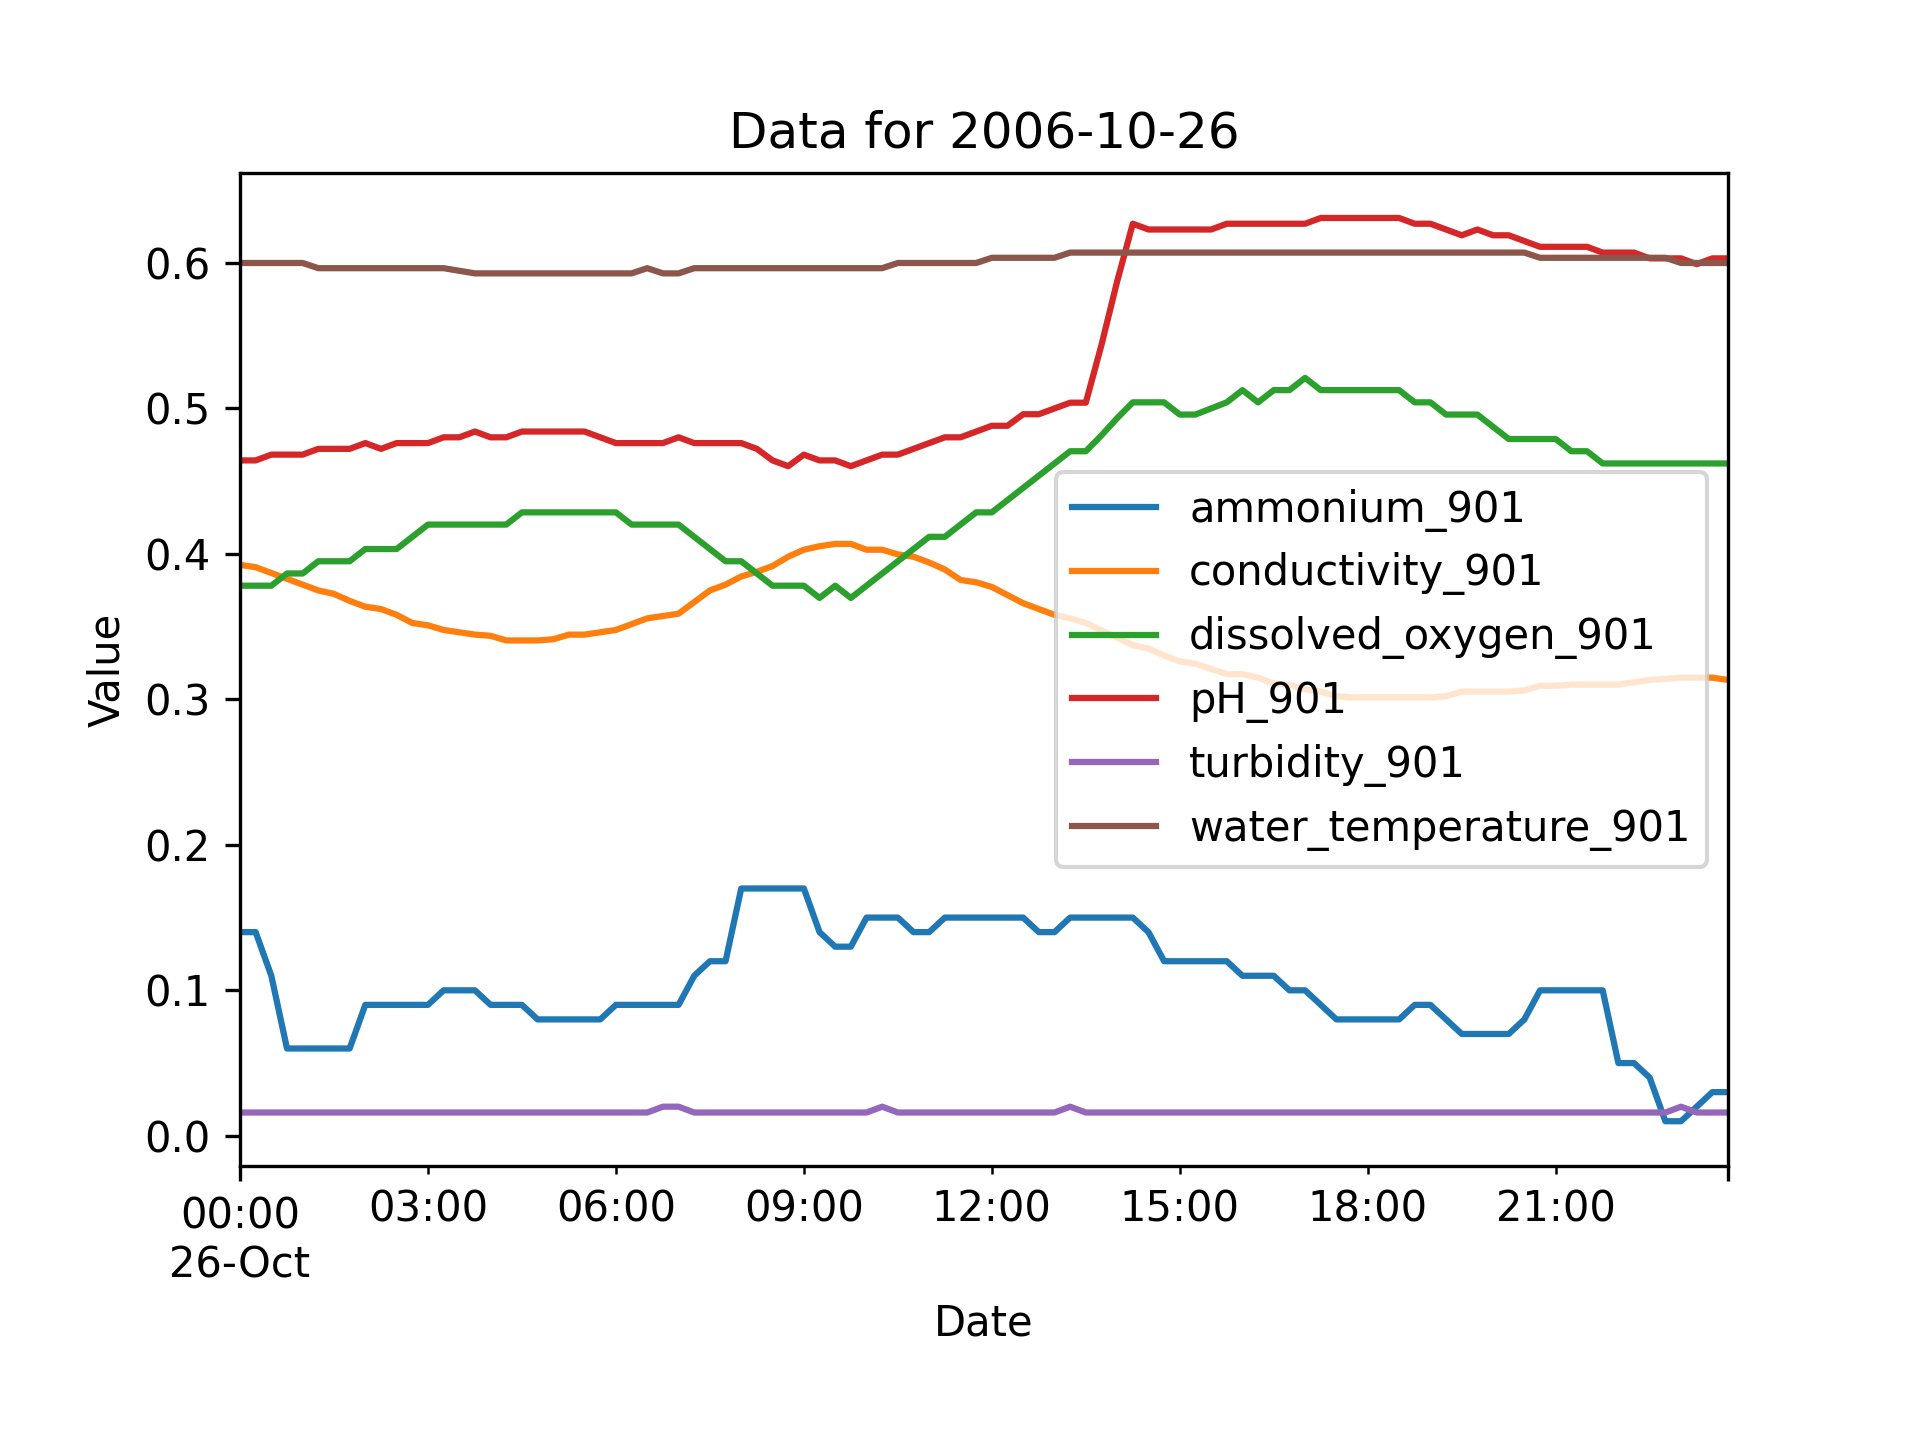 Data for 2006-10-26
Value
0.6
0.5
0.4
0.3
0.2
0.1
0.0
ammonium_901
conductivity_901
dissolved_oxygen_901
pH_901
turbidity_901
water_temperature_901
00:00 03:00 06:00 09:00 12:00 15:00 18:00 21:00
26-Oct
Date